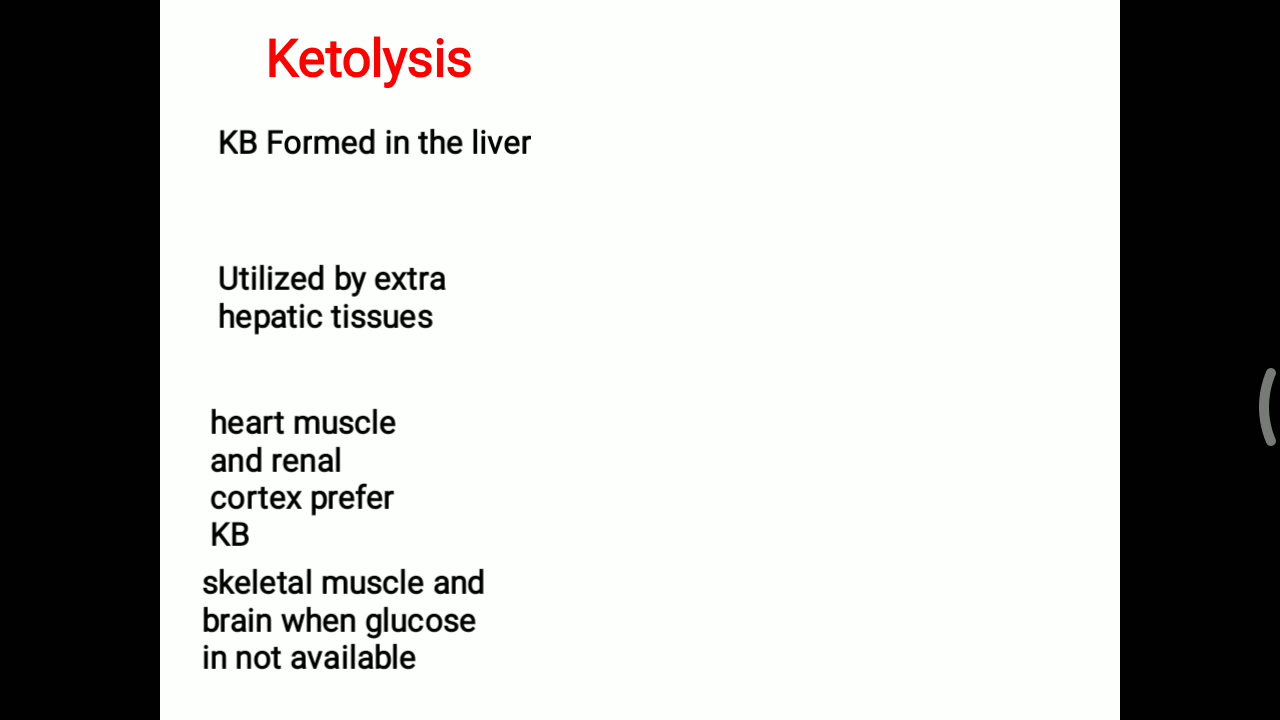 Ketolysis
KB Formed in the liver
Utilized by extra
hepatic tissues
heart muscle
and renal
cortex prefer
KB
skeletal muscle and
brain when glucose
in not available